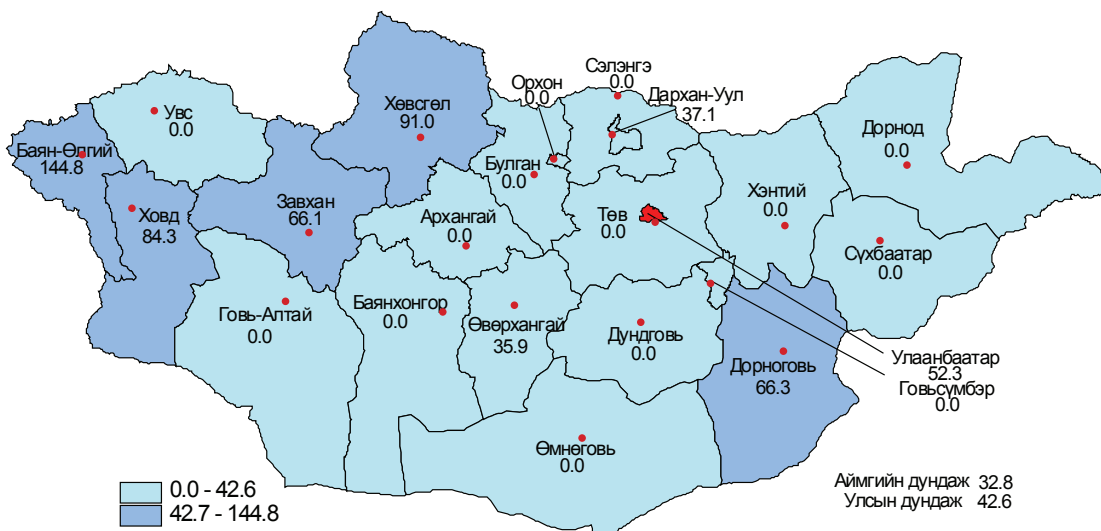 Сэлэнгэ
0.0
Орхон
0.0
Дархан-Уул
37.1
Хөвсгөл
91.0
Увс
0.0
Дорнод
0.0
Баян-Өлгий
144.8
Булган
0.0
Хэнтий
0.0
Завхан
66.1
Ховд
84.3
Архангай
0.0
Төв
0.0
Сүхбаатар
0.0
Говь-Алтай
0.0
Баянхонгор
0.0
Өвөрхангай
35.9
Дундговь
0.0
Дорноговь
66.3
Улаанбаатар
52.3
Говьсүмбэр
0.0
Өмнөговь
0.0
0.0 - 42.6
42.7 - 144.8
Аймгийн дундаж 32.8
Улсын дундаж 42.6